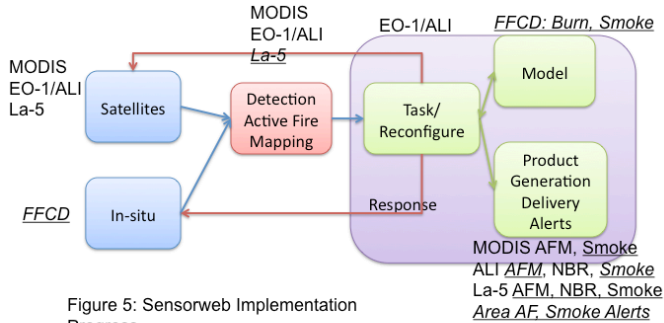 MODIS
EO-1/ALI
La-5
EO-1/ALI
FFCD: Burn, Smoke
MODIS
EO-1/ALI
La-5
Satellites
Detection
Active Fire
Mapping
Task/
Reconfigure
Model
Product
Generation
Delivery
Alerts
FFCD
In-situ
Response
MODIS AFM, Smoke
ALI AFM, NBR, Smoke
La-5 AFM, NBR, Smoke
Area AF, Smoke Alerts
Figure 5: Sensorweb Implementation